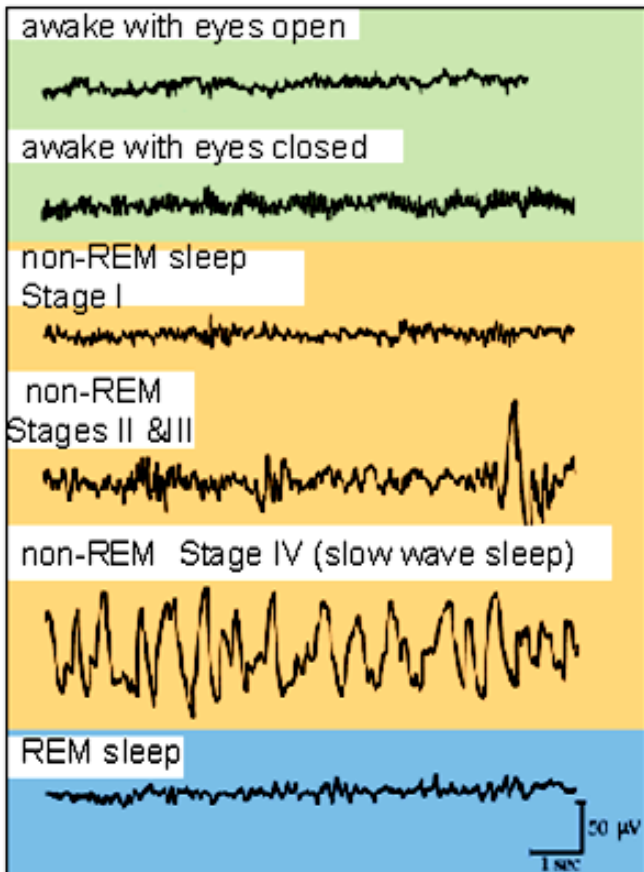 awake with eyes open
awake with eyes closed
non-REM sleep
Stage I
non-REM
Stages II &III
non-REM Stage IV (slow wave sleep)
REM sleep
50 μV
1 sec